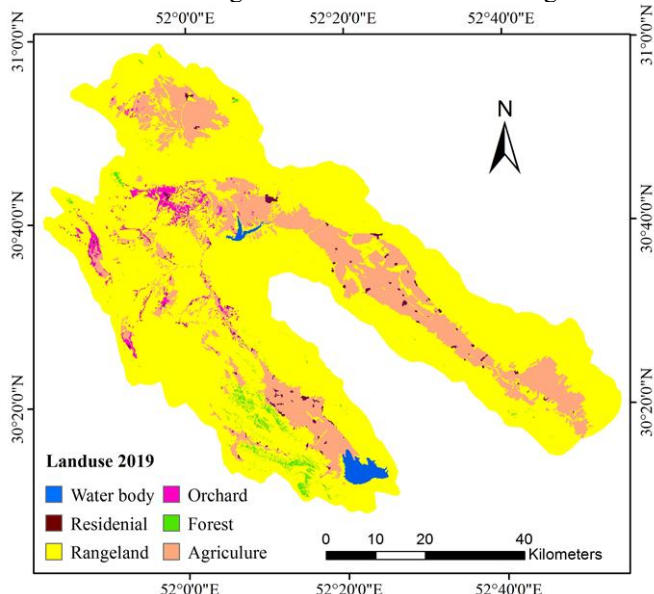 52°0'0"E 52°20'0"E 52°40'0"E
31°0'0"N 31°0'0"N
N
30°40'0"N 30°40'0"N
30°20'0"N 30°20'0"N
Landuse 2019
Water body Orchard
Residenial Forest
Rangeland Agriculure
0 10 20 40
Kilometers
52°0'0"E 52°20'0"E 52°40'0"E